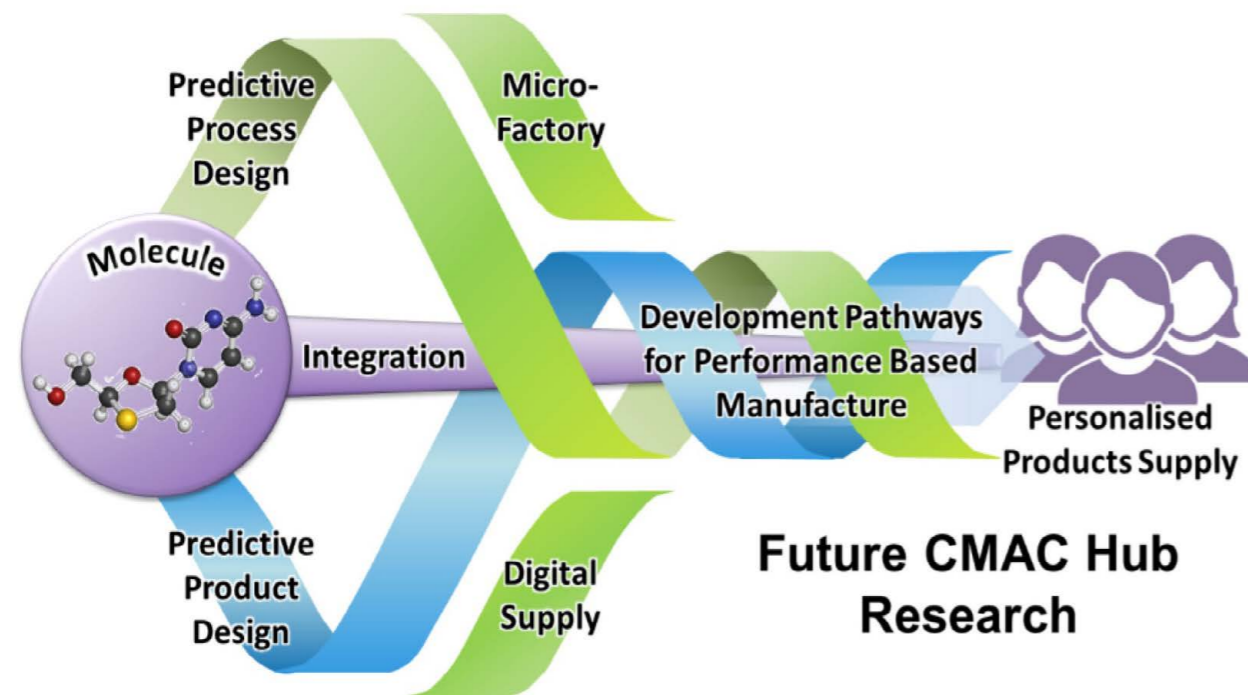 Predictive
Process
Design
Micro-
Factory
Molecule
Integration
Development Pathways
for Performance Based
Manufacture
Personalised
Products Supply
Predictive
Product
Design
Digital
Supply
Future CMAC Hub
Research